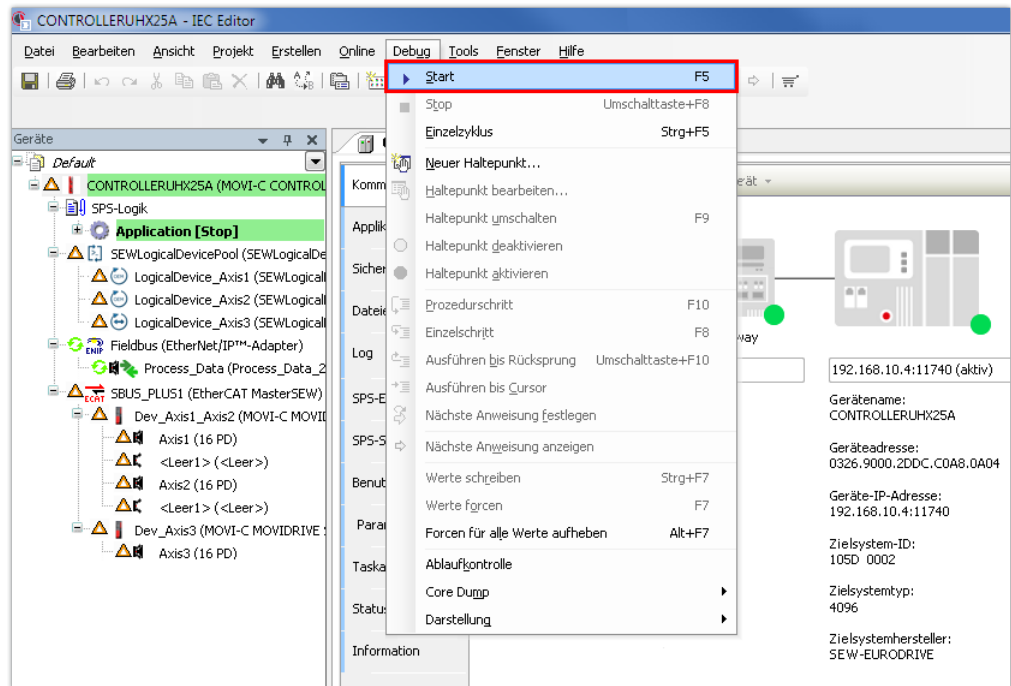 CONTROLLERUHX25A - IEC Editor
Datei Bearbeiten Ansicht Projekt Erstellen Online Debug Tools Fenster Hilfe
Geräte
Default
CONTROLLERUHX25A (MOVI-C CONTROL
SPS-Logik
Application [Stop]
SEWLogicalDevicePool (SEWLogicalDe
LogicalDevice_Axis1 (SEWLogicall
LogicalDevice_Axis2 (SEWLogicall
LogicalDevice_Axis3 (SEWLogicall
ENIP Fieldbus (EtherNet/IP™-Adapter)
Process_Data (Process_Data_2
ECAT SBUS_PLUS1 (EtherCAT MasterSEW)
Dev_Axis1_Axis2 (MOVI-C MOVID
Axis1 (16 PD)
<Leer1> (<Leer>)
Axis2 (16 PD)
<Leer1> (<Leer>)
Dev_Axis3 (MOVI-C MOVIDRIVE
Axis3 (16 PD)
Komm
Applik
Sicher
Dateie
Log
SPS-E
SPS-S
Benut
Parar
Taska
Status
Information
Start F5
Stop Umschalttaste+F8
Einzelzyklus Strg+F5
Neuer Haltepunkt...
Haltepunkt bearbeiten...
Haltepunkt umschalten F9
Haltepunkt deaktivieren
Haltepunkt aktivieren
Prozedurschritt F10
Einzelschritt F8
Ausführen bis Rücksprung Umschalttaste+F10
Ausführen bis Cursor
Nächste Anweisung festlegen
Nächste Anweisung anzeigen
Werte schreiben Strg+F7
Werte forcen F7
Forcen für alle Werte aufheben Alt+F7
Ablaufkontrolle
Core Dump
Darstellung
erät
way
192.168.10.4:11740 (aktiv)
Gerätename:
CONTROLLERUHX25A
Geräteadresse:
0326.9000.2DDC.C0A8.0A04
Geräte-IP-Adresse:
192.168.10.4:11740
Zielsystem-ID:
105D 0002
Zielsystemtyp:
4096
Zielsystemhersteller:
SEW-EURODRIVE